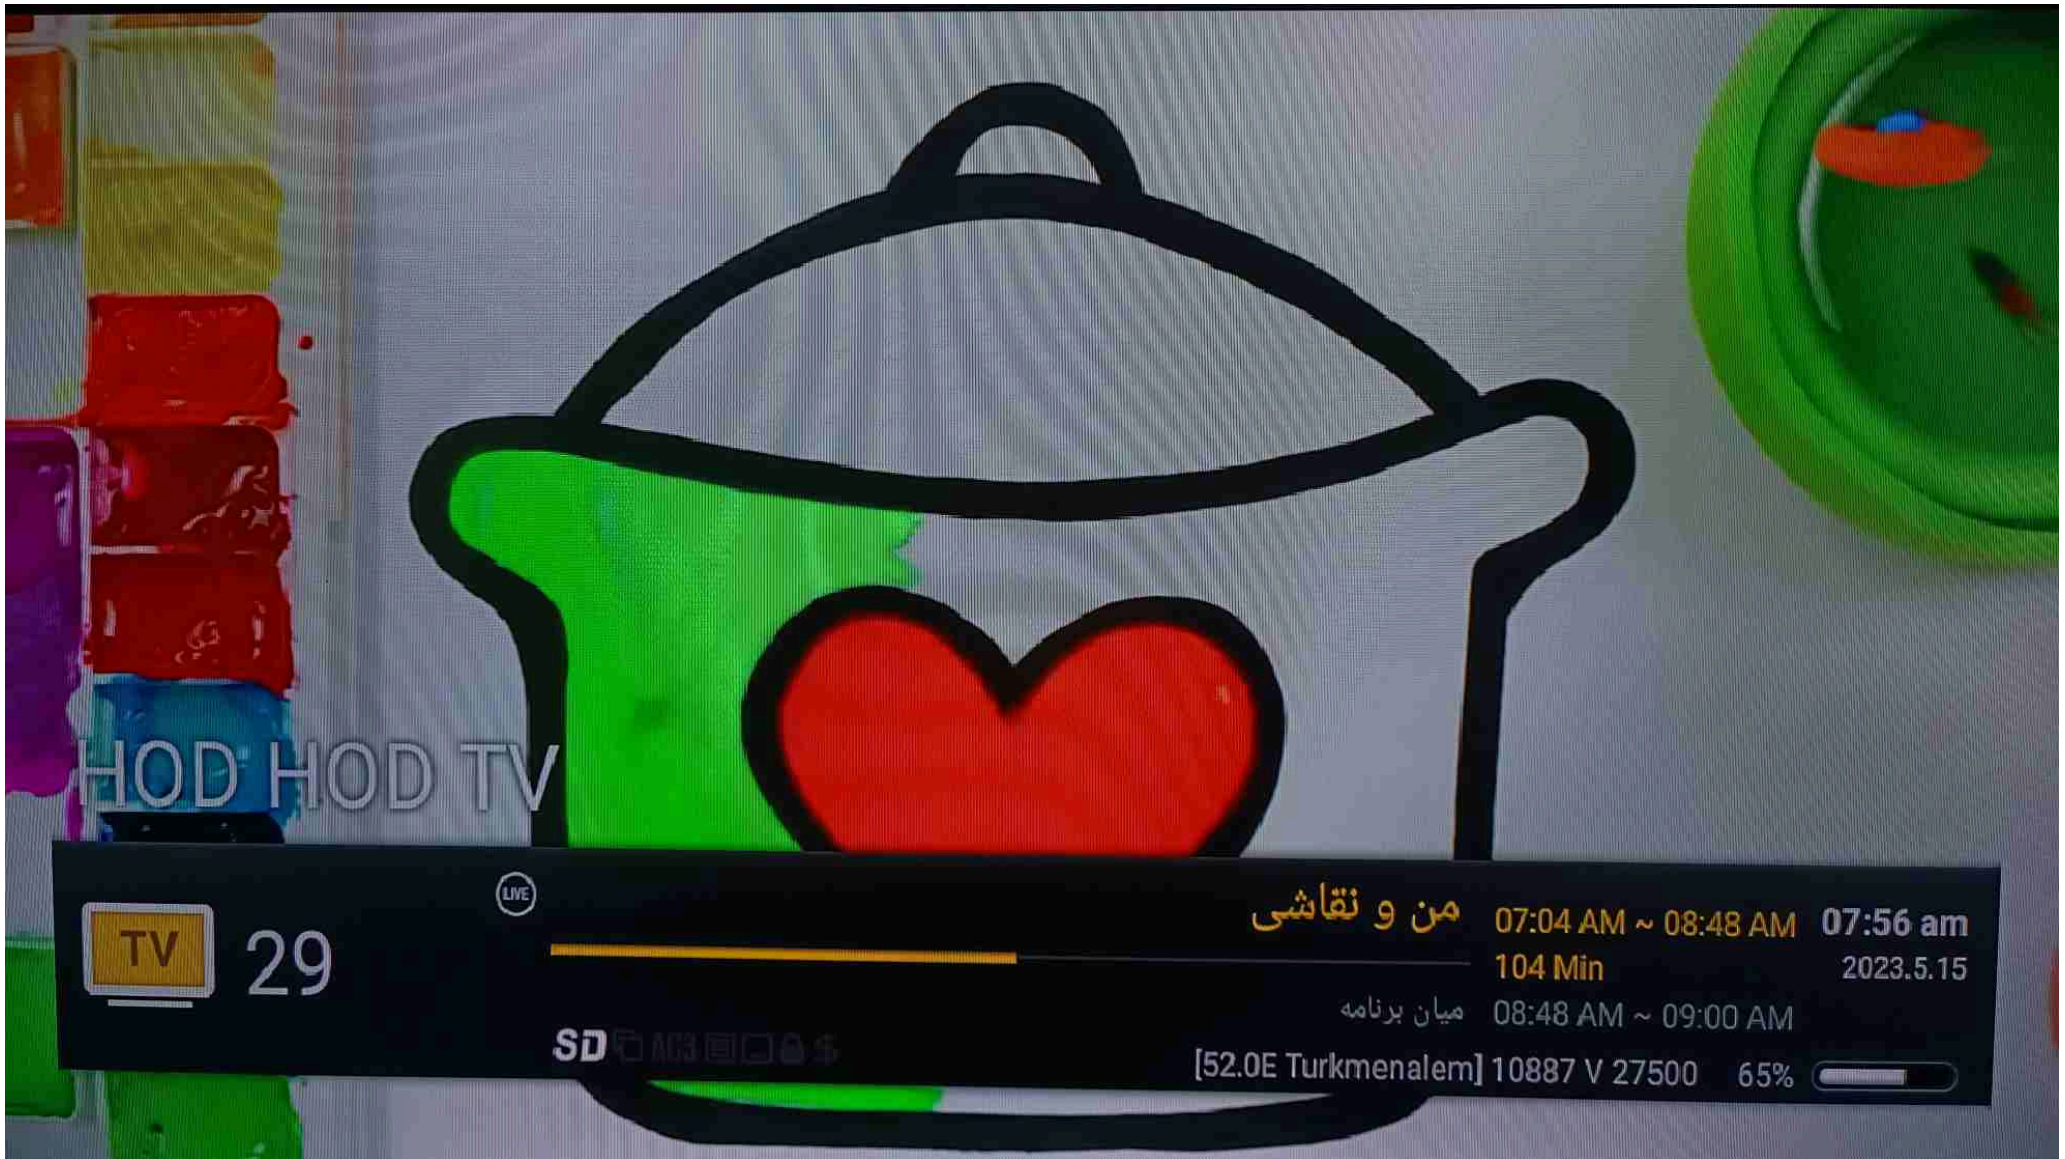 HOD HOD TV
TV
29
LIVE
من و نقاشی
07:04 AM ~ 08:48 AM
07:56 am
104 Min
2023.5.15
میان برنامه
08:48 AM ~ 09:00 AM
SD
AC3
$
[52.0E Turkmenalem] 10887 V 27500
65%